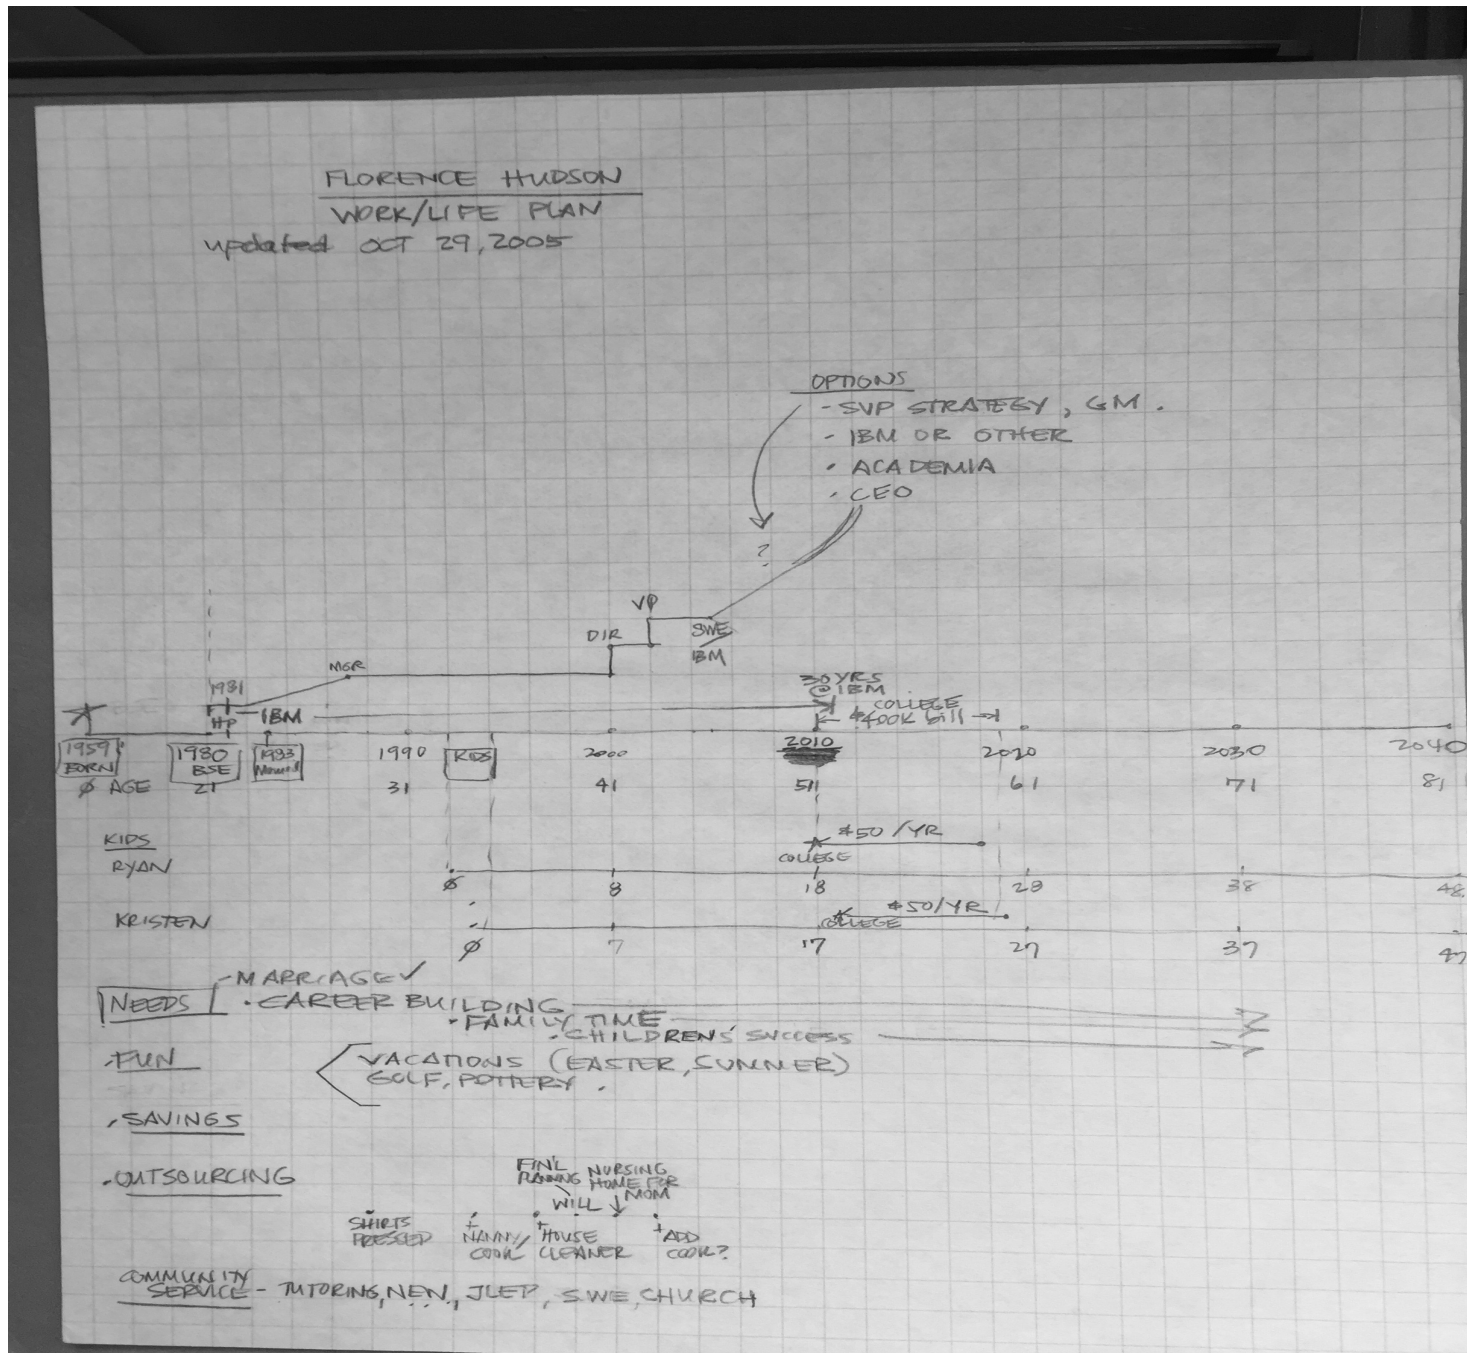 FLORENCE HUDSON
WORK/LIFE PLAN
updated OCT 29, 2005
OPTIONS
- SVP STRATEGY, GM.
- IBM OR OTHER
· ACADEMIA
· CEO
?
VP
DIR
SWE
IBM
MGR
1981
30 YRS
@ IBM
HP
IBM
COLLEGE
$400K bill
1959 1980 1983 1990 KIDS 2000 2010 2020 2030 2040
BORN BSE
Ø AGE 21 31 41 51 61 71 81
KIDS
$50/YR
COLLEGE
RYAN
Ø 8 18 28 38 48
$50/YR
KRISTEN
COLLEGE
Ø 7 17 27 37 47
- MARRIAGE ✓
NEEDS
· CAREER BUILDING
· FAMILY TIME
· CHILDRENS' SUCCESS
· FUN
VACATIONS (EASTER, SUMMER)
GOLF, POTTERY.
· SAVINGS
· OUTSOURCING
FIN'L PLANNING
NURSING HOME FOR MOM
WILL
SHIRTS PRESSED
+ NANNY/COOK
+ HOUSE CLEANER
+ ADD COOK?
COMMUNITY
SERVICE - TUTORING, NEN, JLEP, SWE, CHURCH